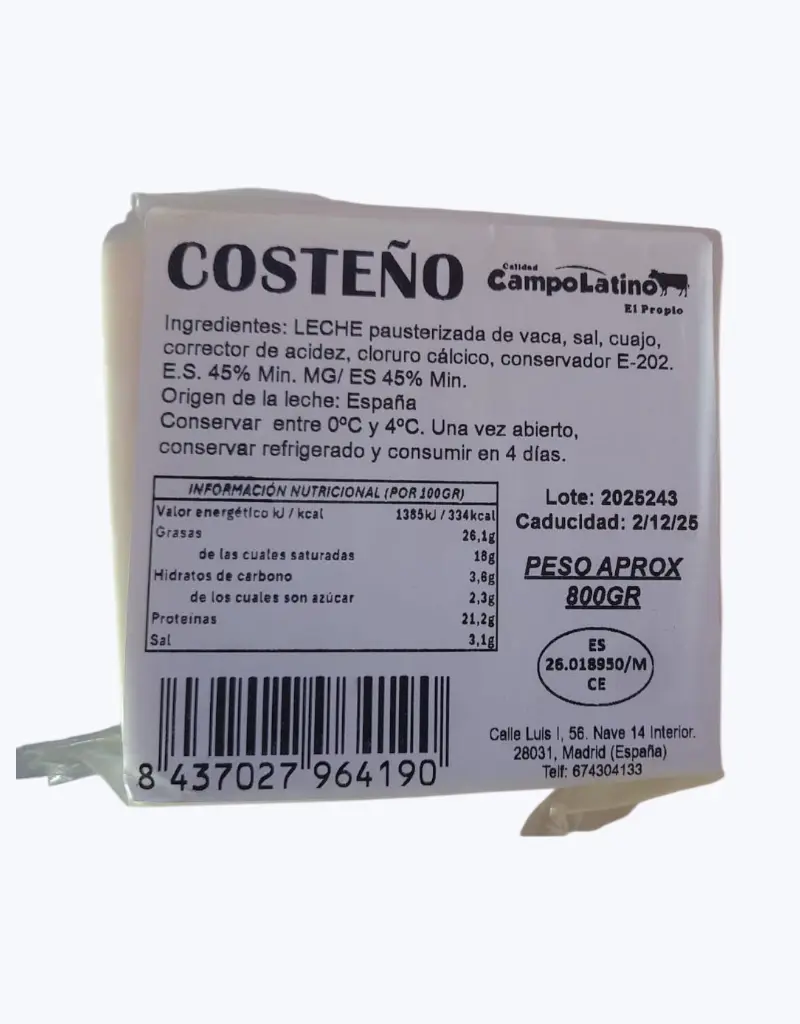 COSTEÑO
Calidad
CampoLatino
El Propio
Ingredientes: LECHE pausterizada de vaca, sal, cuajo,
corrector de acidez, cloruro cálcico, conservador E-202.
E.S. 45% Min. MG/ ES 45% Min.
Origen de la leche: España
Conservar entre 0ºC y 4ºC. Una vez abierto,
conservar refrigerado y consumir en 4 días.
INFORMACIÓN NUTRICIONAL (POR 100GR)
Valor energético kJ / kcal 1385kJ / 334kcal
Grasas 26,1g
de las cuales saturadas 18g
Hidratos de carbono 3,6g
de los cuales son azúcar 2,3g
Proteínas 21,2g
Sal 3,1g
Lote: 2025243
Caducidad: 2/12/25
PESO APROX
800GR
ES
26.018950/M
CE
8 437027 964190
Calle Luis I, 56. Nave 14 Interior.
28031, Madrid (España)
Telf: 674304133